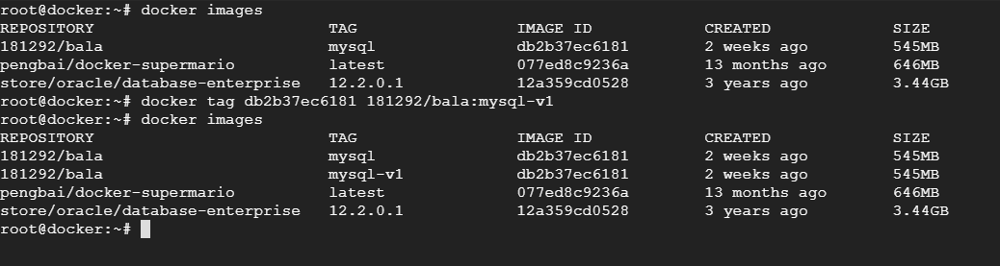 root@docker:~# docker images
REPOSITORY TAG IMAGE ID CREATED SIZE
181292/bala mysql db2b37ec6181 2 weeks ago 545MB
pengbai/docker-supermario latest 077ed8c9236a 13 months ago 646MB
store/oracle/database-enterprise 12.2.0.1 12a359cd0528 3 years ago 3.44GB
root@docker:~# docker tag db2b37ec6181 181292/bala:mysql-v1
root@docker:~# docker images
REPOSITORY TAG IMAGE ID CREATED SIZE
181292/bala mysql db2b37ec6181 2 weeks ago 545MB
181292/bala mysql-v1 db2b37ec6181 2 weeks ago 545MB
pengbai/docker-supermario latest 077ed8c9236a 13 months ago 646MB
store/oracle/database-enterprise 12.2.0.1 12a359cd0528 3 years ago 3.44GB
root@docker:~#